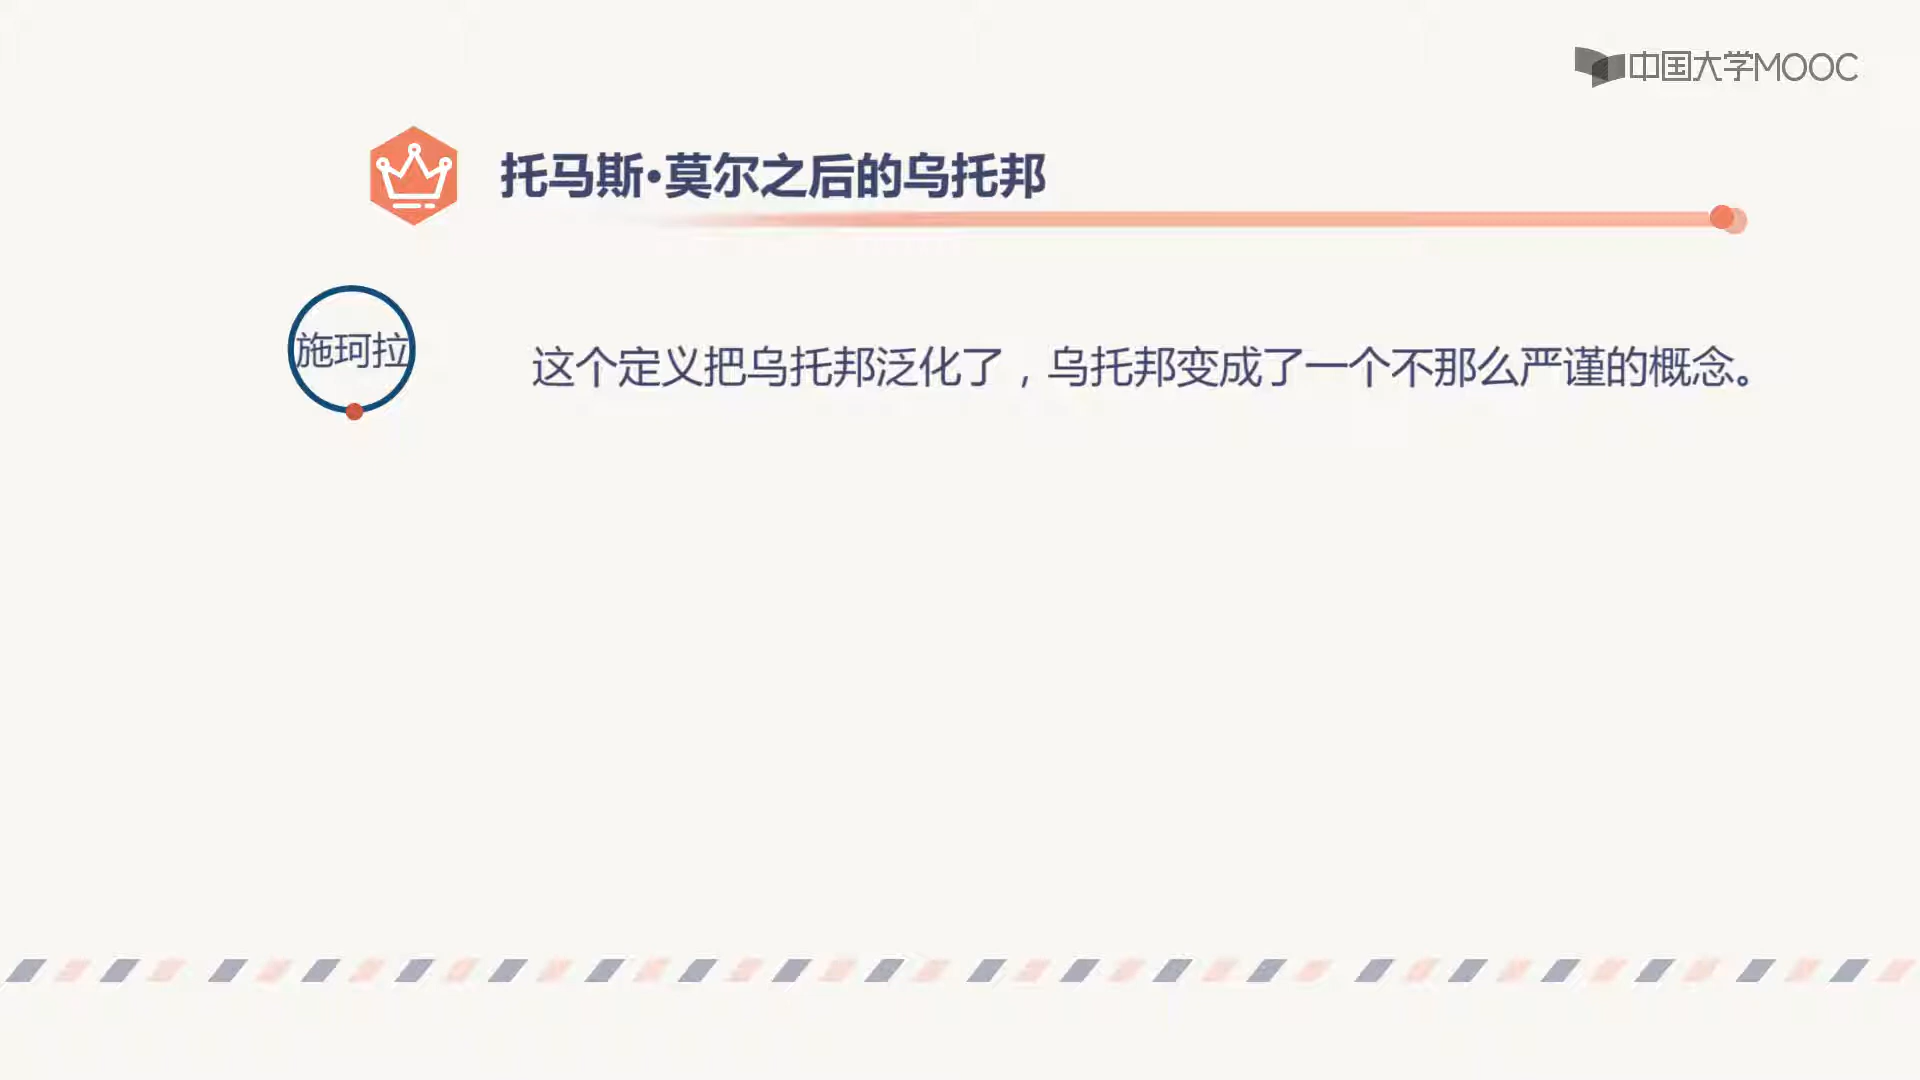 中国大学MOOC
托马斯•莫尔之后的乌托邦
施珂拉
这个定义把乌托邦泛化了，乌托邦变成了一个不那么严谨的概念。